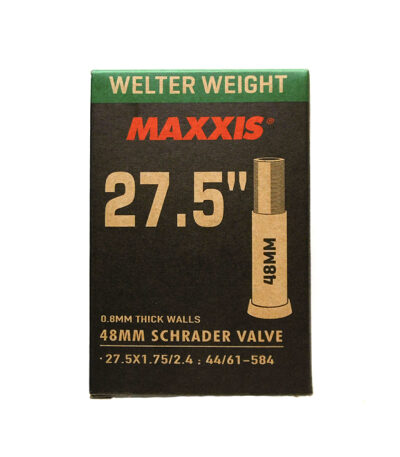 WELTER WEIGHT
MAXXIS®
27.5"
48MM
0.8MM THICK WALLS
48MM SCHRADER VALVE
· 27.5X1.75/2.4 ; 44/61-584